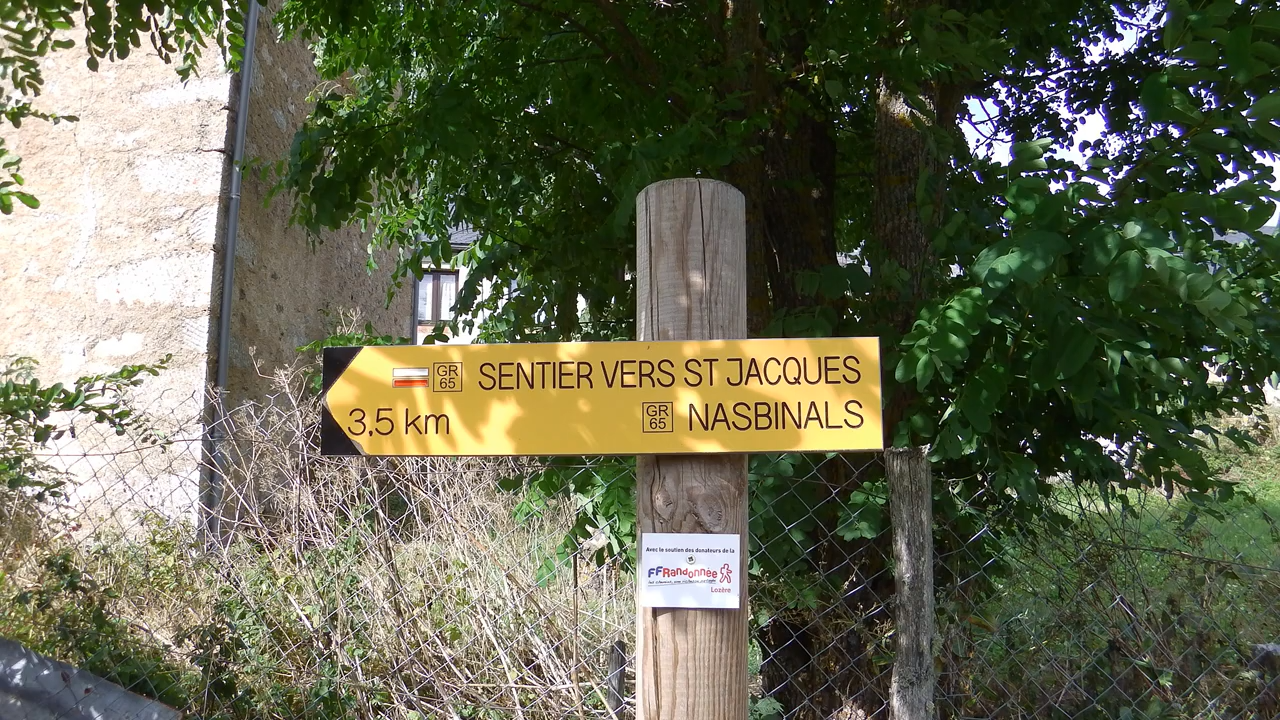 GR 65 SENTIER VERS ST JACQUES
3,5 km GR 65 NASBINALS
Avec le soutien des donateurs de la
FFRandonnée
Lozère